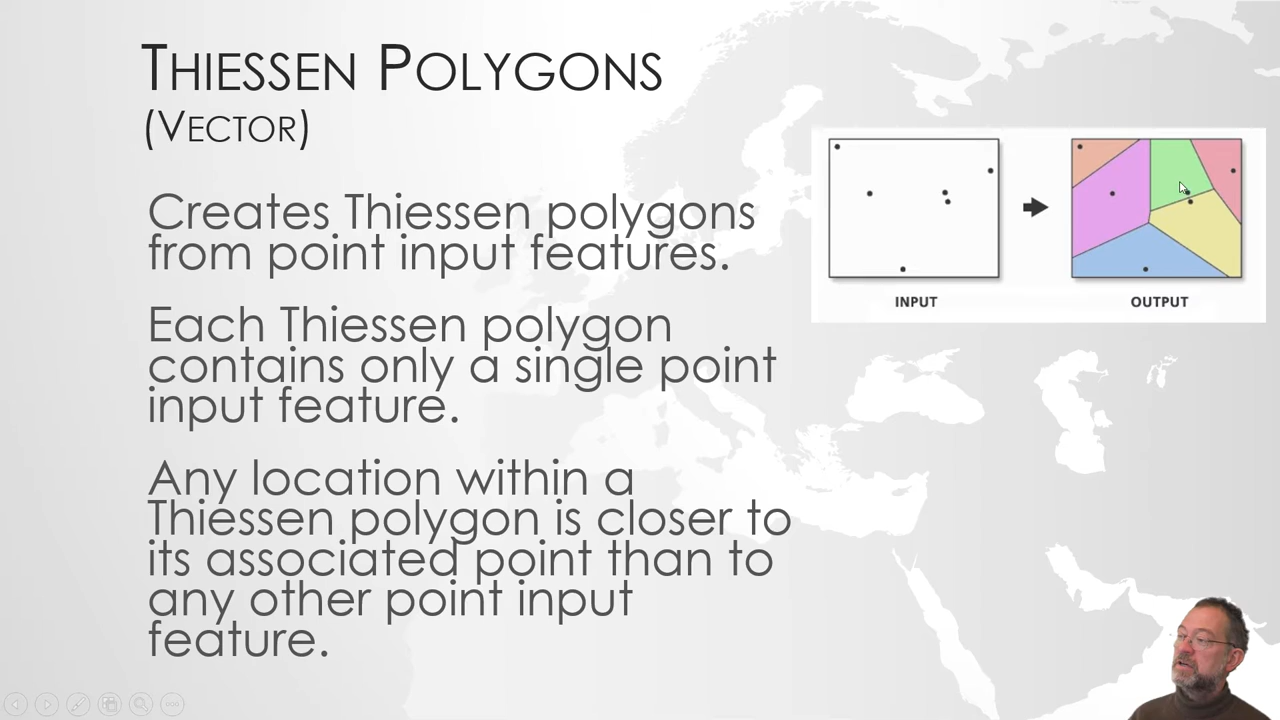 THIESSEN POLYGONS
(VECTOR)
Creates Thiessen polygons
from point input features.
Each Thiessen polygon
contains only a single point
input feature.
Any location within a
Thiessen polygon is closer to
its associated point than to
any other point input
feature.
INPUT
OUTPUT